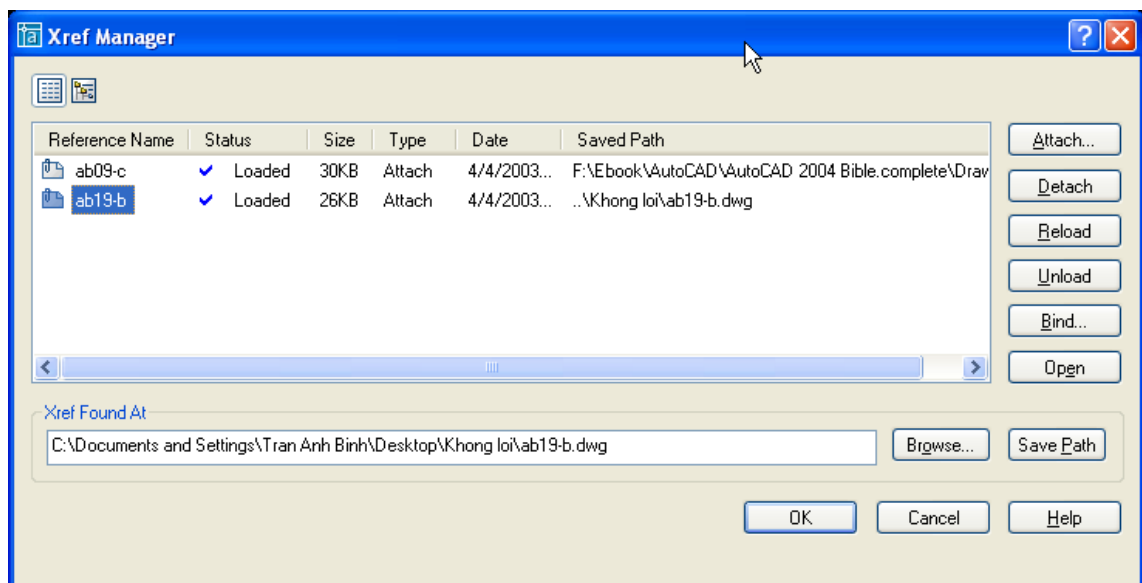 Xref Manager
Reference Name Status Size Type Date Saved Path
ab09-c Loaded 30KB Attach 4/4/2003... F:\Ebook\AutoCAD\AutoCAD 2004 Bible.complete\Draw
ab19-b Loaded 26KB Attach 4/4/2003... ..\Khong loi\ab19-b.dwg
Attach...
Detach
Reload
Unload
Bind...
Open
Xref Found At
C:\Documents and Settings\Tran Anh Binh\Desktop\Khong loi\ab19-b.dwg Browse... Save Path
OK Cancel Help